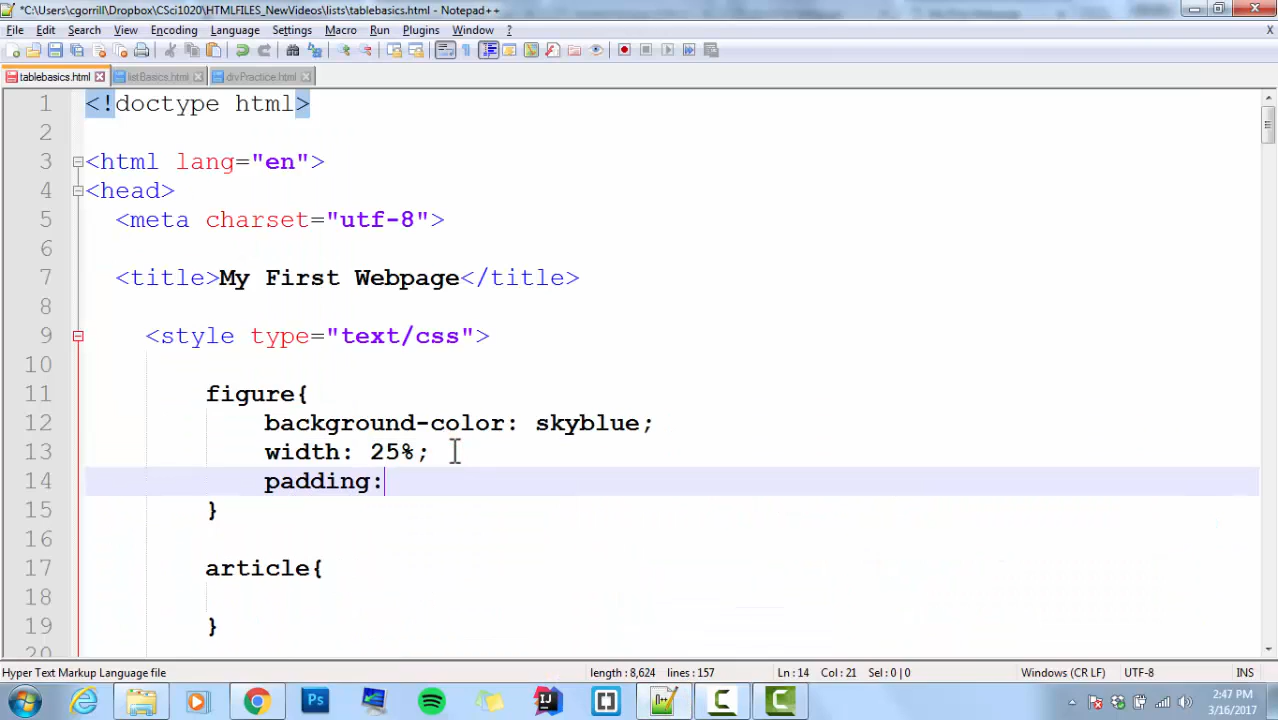 *C:\Users\cgorrill\Dropbox\CSci1020\HTMLFILES_NewVideos\lists\tablebasics.html - Notepad++
File Edit Search View Encoding Language Settings Macro Run Plugins Window ? X
tablebasics.html listBasics.html divPractice.html
1 <!doctype html>
2
3 <html lang="en">
4 <head>
5 <meta charset="utf-8">
6
7 <title>My First Webpage</title>
8
9 <style type="text/css">
10
11 figure{
12 background-color: skyblue;
13 width: 25%;
14 padding:
15 }
16
17 article{
18
19 }
20
Hyper Text Markup Language file length : 8,624 lines : 157 Ln : 14 Col : 21 Sel : 0 | 0 Windows (CR LF) UTF-8 INS
Ps IJ 2:47 PM
3/16/2017